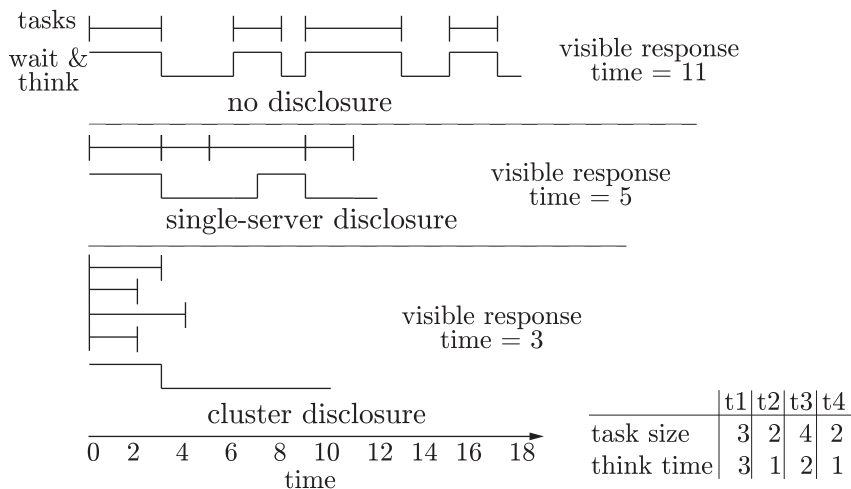 tasks
wait &
think
visible response
time = 11
no disclosure
visible response
time = 5
single-server disclosure
visible response
time = 3
cluster disclosure
0 2 4 6 8 10 12 14 16 18
time
t1 t2 t3 t4
task size 3 2 4 2
think time 3 1 2 1